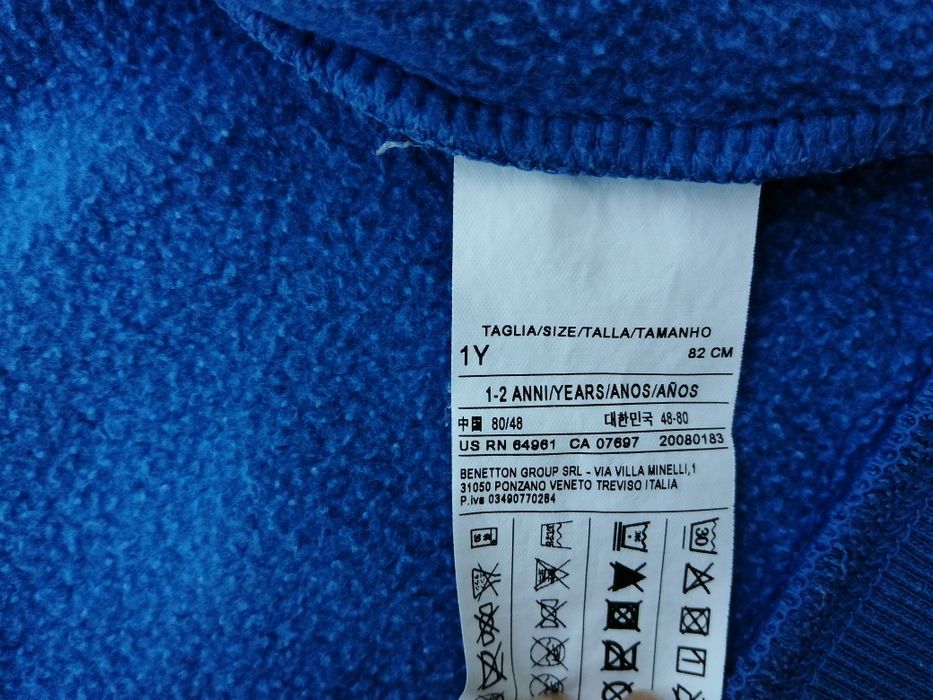 TAGLIA/SIZE/TALLA/TAMANHO
1Y 82 CM
1-2 ANNI/YEARS/ANOS/AÑOS
中国 80/48 대한민국 48-80
US RN 64961 CA 07697 20080183
BENETTON GROUP SRL - VIA VILLA MINELLI,1
31050 PONZANO VENETO TREVISO ITALIA
P.iva 03490770264
30